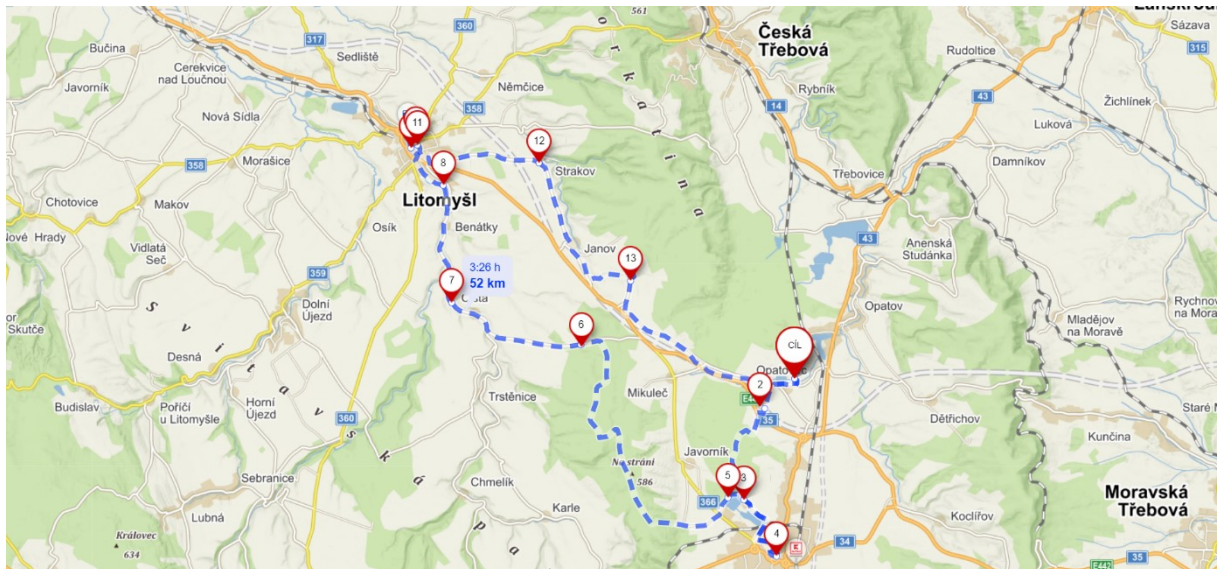 561
Česká
Třebová
Sázava
315
360
317
Sedliště
Bučina
Cerekvice
nad Loučnou
Javorník
Němčice
358
Rudoltice
Rybník
43
14
Žichlínek
Nová Sídla
11
Luková
358
Morašice
8
12
Strakov
Třebovice
Damníkov
Chotovice
Makov
Litomyšl
Osík
Benátky
Nové Hrady
Vidlatá
Seč
Janov
43
Anenská
Studánka
359
3:26 h
52 km
7
13
Dolní
Újezd
Opatov
Rychnov
na Morav
Skutče
6
CÍL
Mladějov
na Moravě
Desná
Svitavská
Horní
Újezd
Trstěnice
Mikuleč
2
35
Budislav
Poříčí
u Litomyšle
360
Dětřichov
Staré M
Kunčina
Javorník
586
5
3
Sebranice
366
Chmelík
Karle
Moravská
Třebová
Lubná
Královec
634
4
Koclířov
34
35
E442